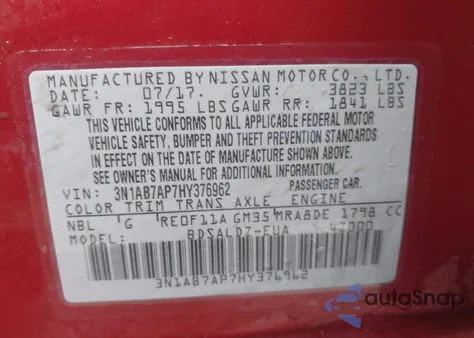 MANUFACTURED BY NISSAN MOTOR CO., LTD.
DATE: 07/17. GVWR: 3823 LBS
GAWR FR: 1995 LBS GAWR RR: 1841 LBS
THIS VEHICLE CONFORMS TO ALL APPLICABLE FEDERAL MOTOR
VEHICLE SAFETY, BUMPER AND THEFT PREVENTION STANDARDS
IN EFFECT ON THE DATE OF MANUFACTURE SHOWN ABOVE.
SEE OWNER'S MANUAL FOR ADDITIONAL INFORMATION.
VIN: 3N1AB7AP7HY376962 PASSENGER CAR.
COLOR TRIM TRANS AXLE ENGINE
NBL G RE0F11A GM35 MRA8DE 1798 CC
MODEL: BDSALDZ-EUA 42000
3N1AB7AP7HY376962
autoSnap